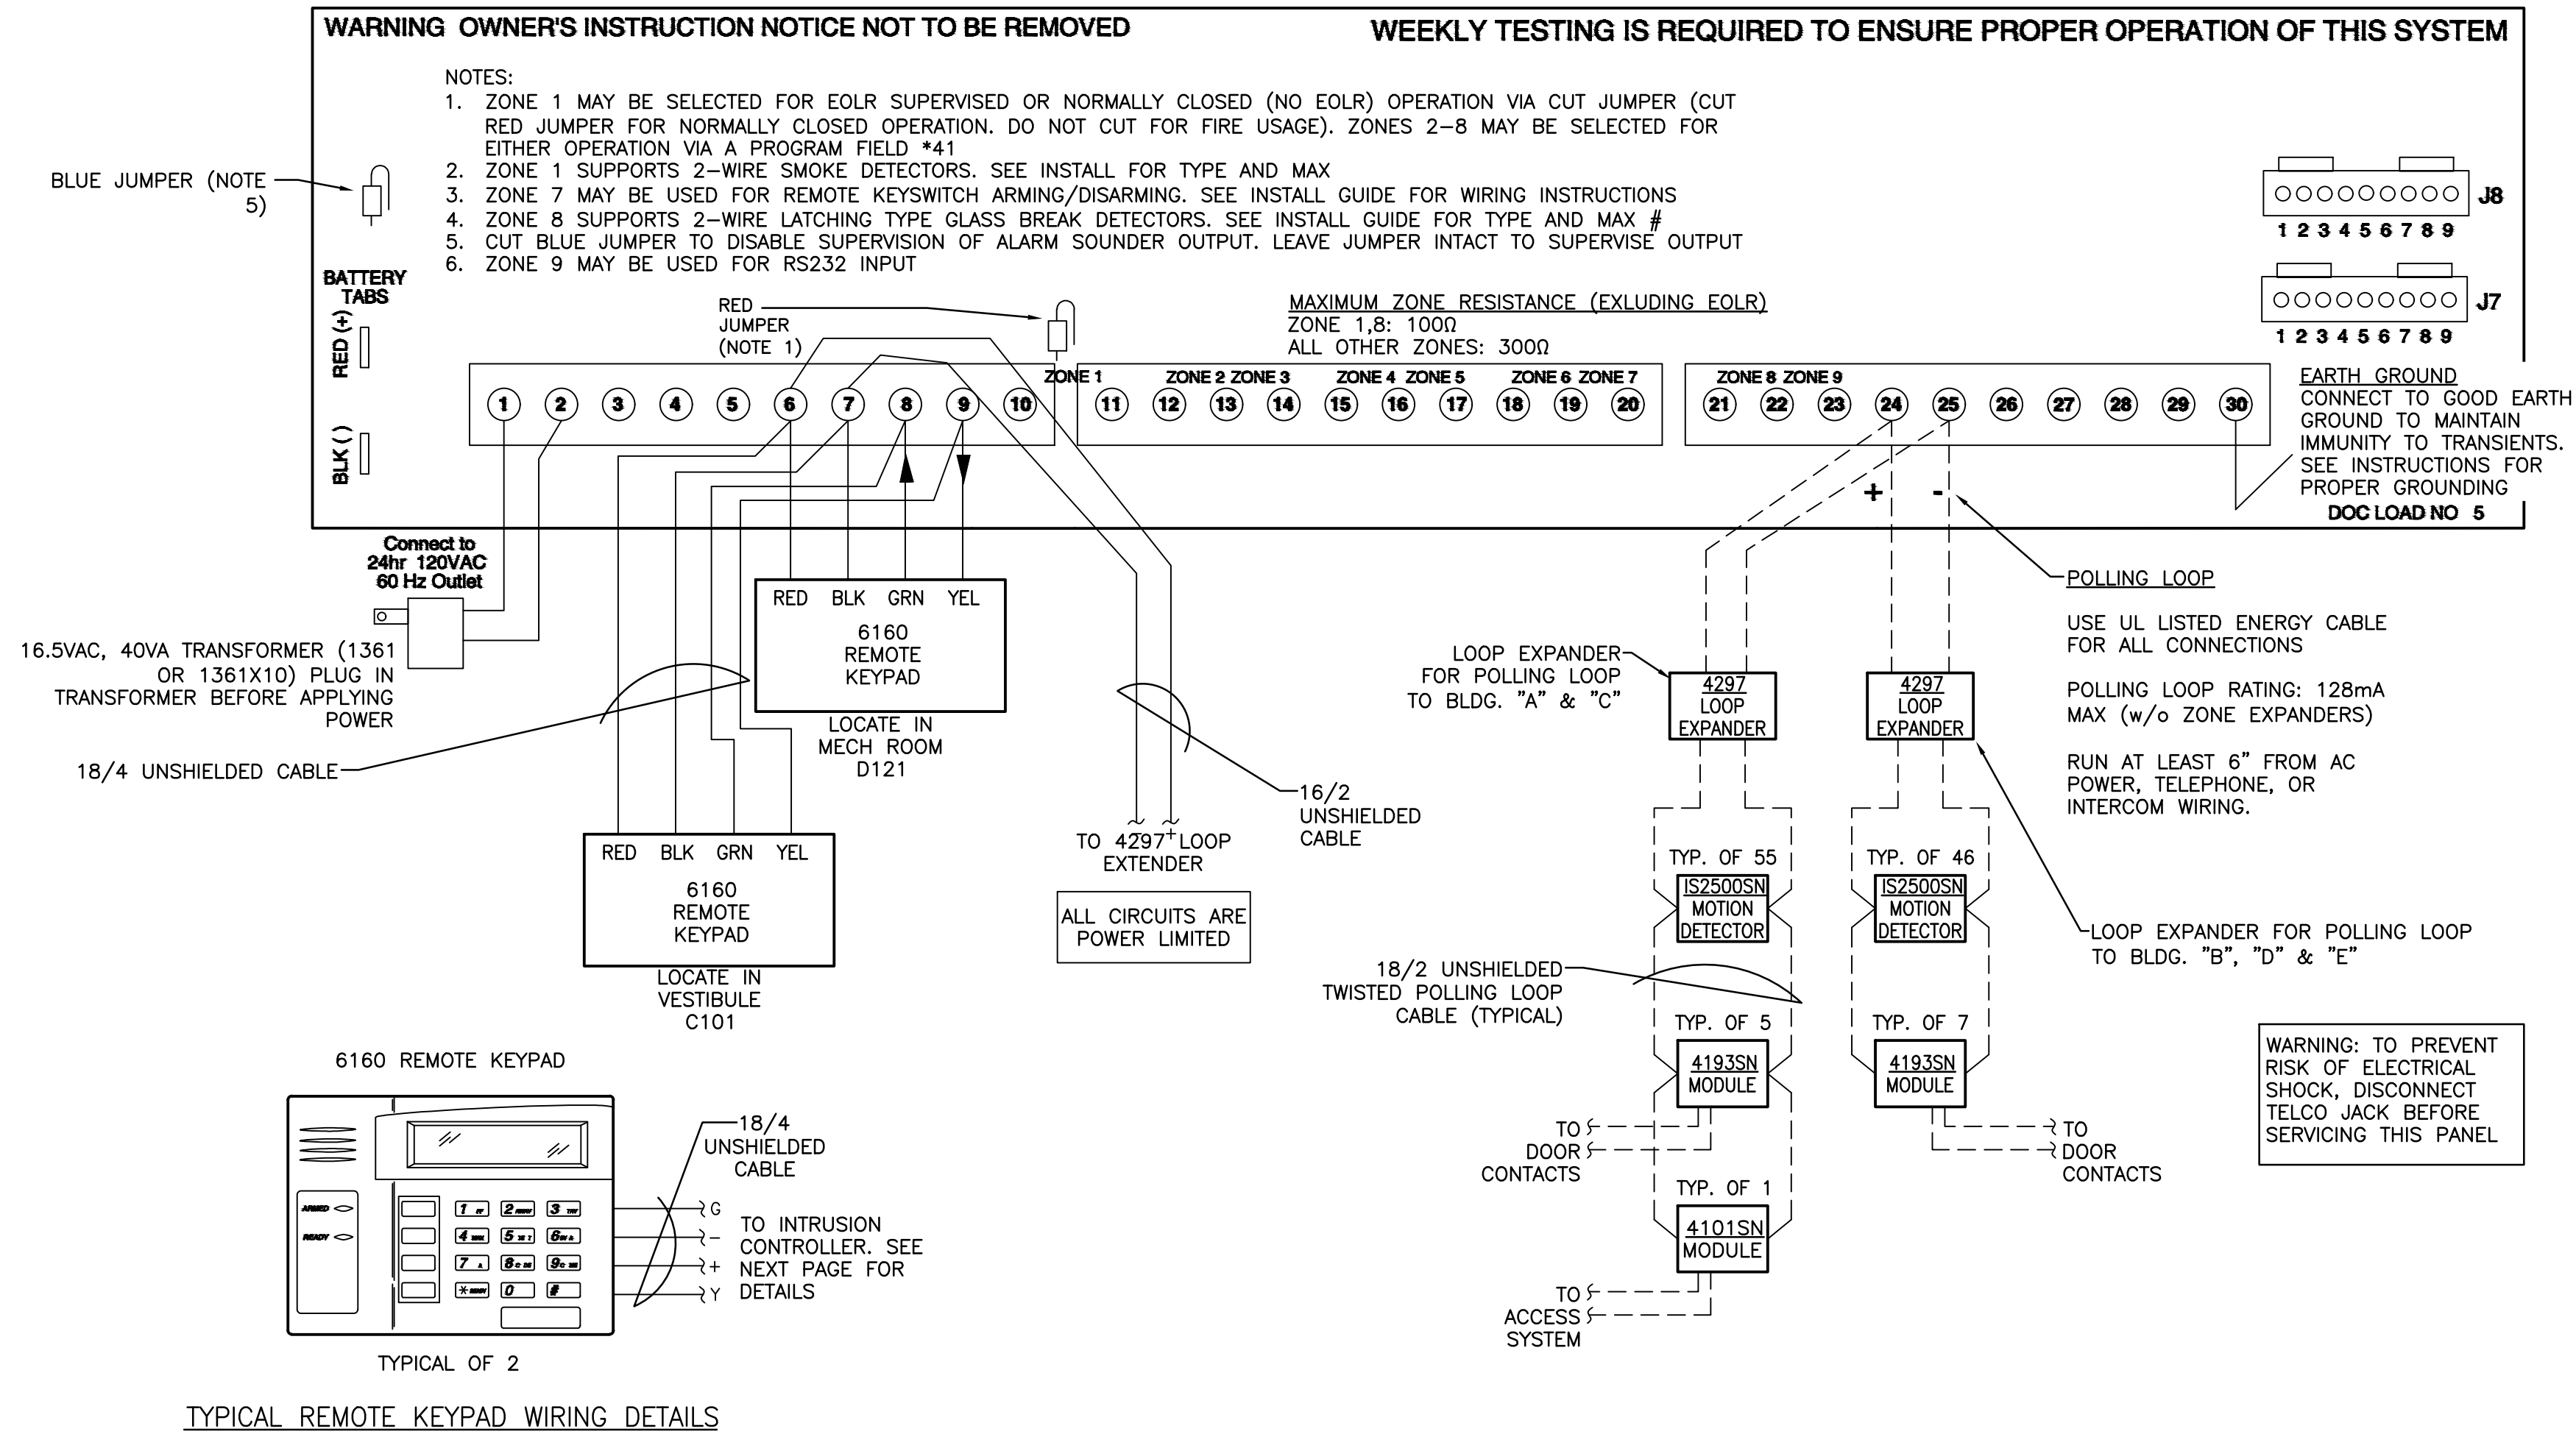 WARNING OWNER'S INSTRUCTION NOTICE NOT TO BE REMOVED
WEEKLY TESTING IS REQUIRED TO ENSURE PROPER OPERATION OF THIS SYSTEM
NOTES:
1. ZONE 1 MAY BE SELECTED FOR EOLR SUPERVISED OR NORMALLY CLOSED (NO EOLR) OPERATION VIA CUT JUMPER (CUT
RED JUMPER FOR NORMALLY CLOSED OPERATION. DO NOT CUT FOR FIRE USAGE). ZONES 2-8 MAY BE SELECTED FOR
EITHER OPERATION VIA A PROGRAM FIELD *41
2. ZONE 1 SUPPORTS 2-WIRE SMOKE DETECTORS. SEE INSTALL FOR TYPE AND MAX
3. ZONE 7 MAY BE USED FOR REMOTE KEYSWITCH ARMING/DISARMING. SEE INSTALL GUIDE FOR WIRING INSTRUCTIONS
4. ZONE 8 SUPPORTS 2-WIRE LATCHING TYPE GLASS BREAK DETECTORS. SEE INSTALL GUIDE FOR TYPE AND MAX #
5. CUT BLUE JUMPER TO DISABLE SUPERVISION OF ALARM SOUNDER OUTPUT. LEAVE JUMPER INTACT TO SUPERVISE OUTPUT
6. ZONE 9 MAY BE USED FOR RS232 INPUT
BLUE JUMPER (NOTE
5)
BATTERY
TABS
RED (+)
BLK ( )
RED
JUMPER
(NOTE 1)
MAXIMUM ZONE RESISTANCE (EXLUDING EOLR)
ZONE 1,8: 100Ω
ALL OTHER ZONES: 300Ω
J8
1 2 3 4 5 6 7 8 9
J7
1 2 3 4 5 6 7 8 9
ZONE 1 ZONE 2 ZONE 3 ZONE 4 ZONE 5 ZONE 6 ZONE 7 ZONE 8 ZONE 9
1 2 3 4 5 6 7 8 9 10 11 12 13 14 15 16 17 18 19 20 21 22 23 24 25 26 27 28 29 30
EARTH GROUND
CONNECT TO GOOD EARTH
GROUND TO MAINTAIN
IMMUNITY TO TRANSIENTS.
SEE INSTRUCTIONS FOR
PROPER GROUNDING
DOC LOAD NO 5
+ -
Connect to
24hr 120VAC
60 Hz Outlet
16.5VAC, 40VA TRANSFORMER (1361
OR 1361X10) PLUG IN
TRANSFORMER BEFORE APPLYING
POWER
18/4 UNSHIELDED CABLE
RED BLK GRN YEL
6160
REMOTE
KEYPAD
LOCATE IN
MECH ROOM
D121
RED BLK GRN YEL
6160
REMOTE
KEYPAD
LOCATE IN
VESTIBULE
C101
16/2
UNSHIELDED
CABLE
- +
TO 4297 LOOP
EXTENDER
ALL CIRCUITS ARE
POWER LIMITED
LOOP EXPANDER
FOR POLLING LOOP
TO BLDG. "A" & "C"
4297
LOOP
EXPANDER
4297
LOOP
EXPANDER
POLLING LOOP
USE UL LISTED ENERGY CABLE
FOR ALL CONNECTIONS
POLLING LOOP RATING: 128mA
MAX (w/o ZONE EXPANDERS)
RUN AT LEAST 6" FROM AC
POWER, TELEPHONE, OR
INTERCOM WIRING.
TYP. OF 55
IS2500SN
MOTION
DETECTOR
TYP. OF 46
IS2500SN
MOTION
DETECTOR
LOOP EXPANDER FOR POLLING LOOP
TO BLDG. "B", "D" & "E"
18/2 UNSHIELDED
TWISTED POLLING LOOP
CABLE (TYPICAL)
TYP. OF 5
4193SN
MODULE
TYP. OF 7
4193SN
MODULE
TO
DOOR
CONTACTS
TO
DOOR
CONTACTS
TYP. OF 1
4101SN
MODULE
TO
ACCESS
SYSTEM
WARNING: TO PREVENT
RISK OF ELECTRICAL
SHOCK, DISCONNECT
TELCO JACK BEFORE
SERVICING THIS PANEL
6160 REMOTE KEYPAD
ARMED
READY
1 2 3
4 5 6
7 8 9
* 0 #
18/4
UNSHIELDED
CABLE
G
-
+
Y
TO INTRUSION
CONTROLLER. SEE
NEXT PAGE FOR
DETAILS
TYPICAL OF 2
TYPICAL REMOTE KEYPAD WIRING DETAILS